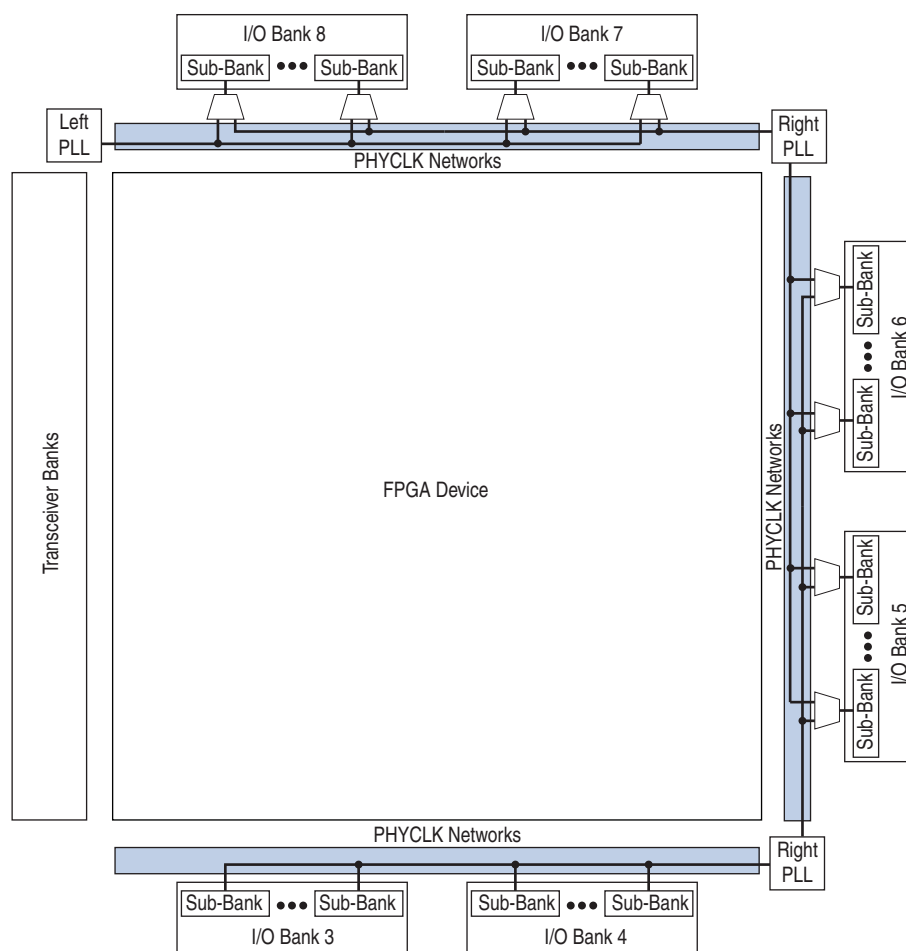 I/O Bank 8
I/O Bank 7
Sub-Bank
Sub-Bank
Sub-Bank
Sub-Bank
Left
PLL
Right
PLL
PHYCLK Networks
Transceiver Banks
FPGA Device
PHYCLK Networks
Sub-Bank
Sub-Bank
I/O Bank 6
Sub-Bank
Sub-Bank
I/O Bank 5
PHYCLK Networks
Right
PLL
Sub-Bank
Sub-Bank
Sub-Bank
Sub-Bank
I/O Bank 3
I/O Bank 4